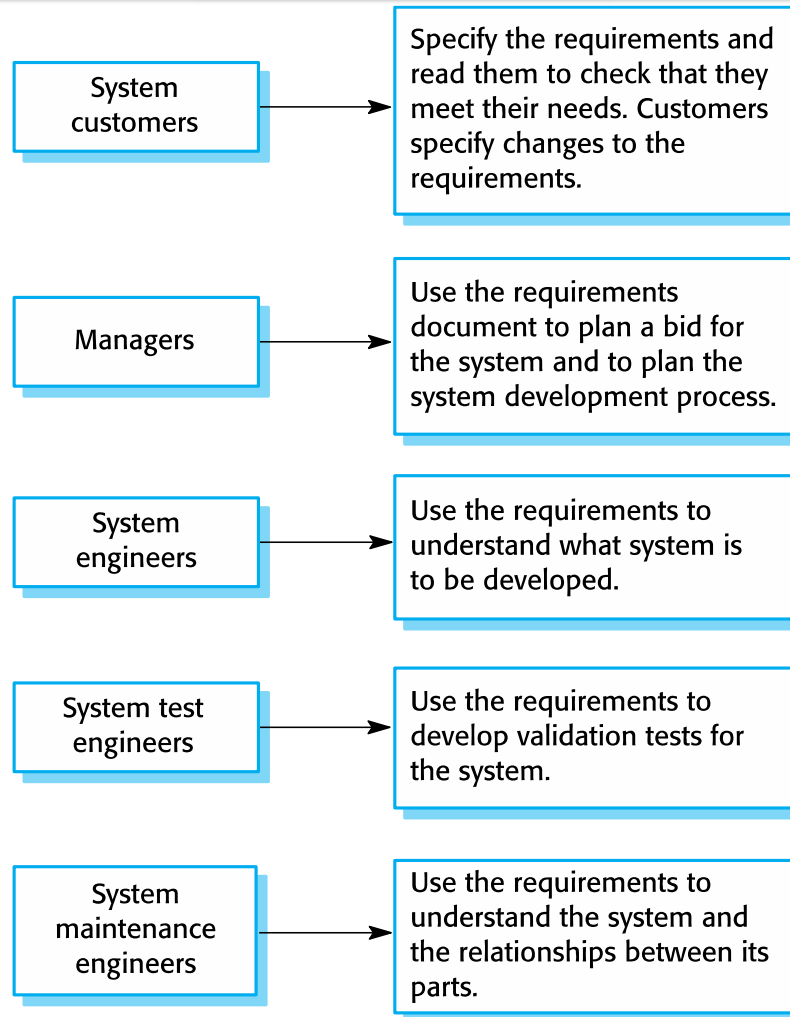 System
customers
Specify the requirements and
read them to check that they
meet their needs. Customers
specify changes to the
requirements.
Managers
Use the requirements
document to plan a bid for
the system and to plan the
system development process.
System
engineers
Use the requirements to
understand what system is
to be developed.
System test
engineers
Use the requirements to
develop validation tests for
the system.
System
maintenance
engineers
Use the requirements to
understand the system and
the relationships between its
parts.